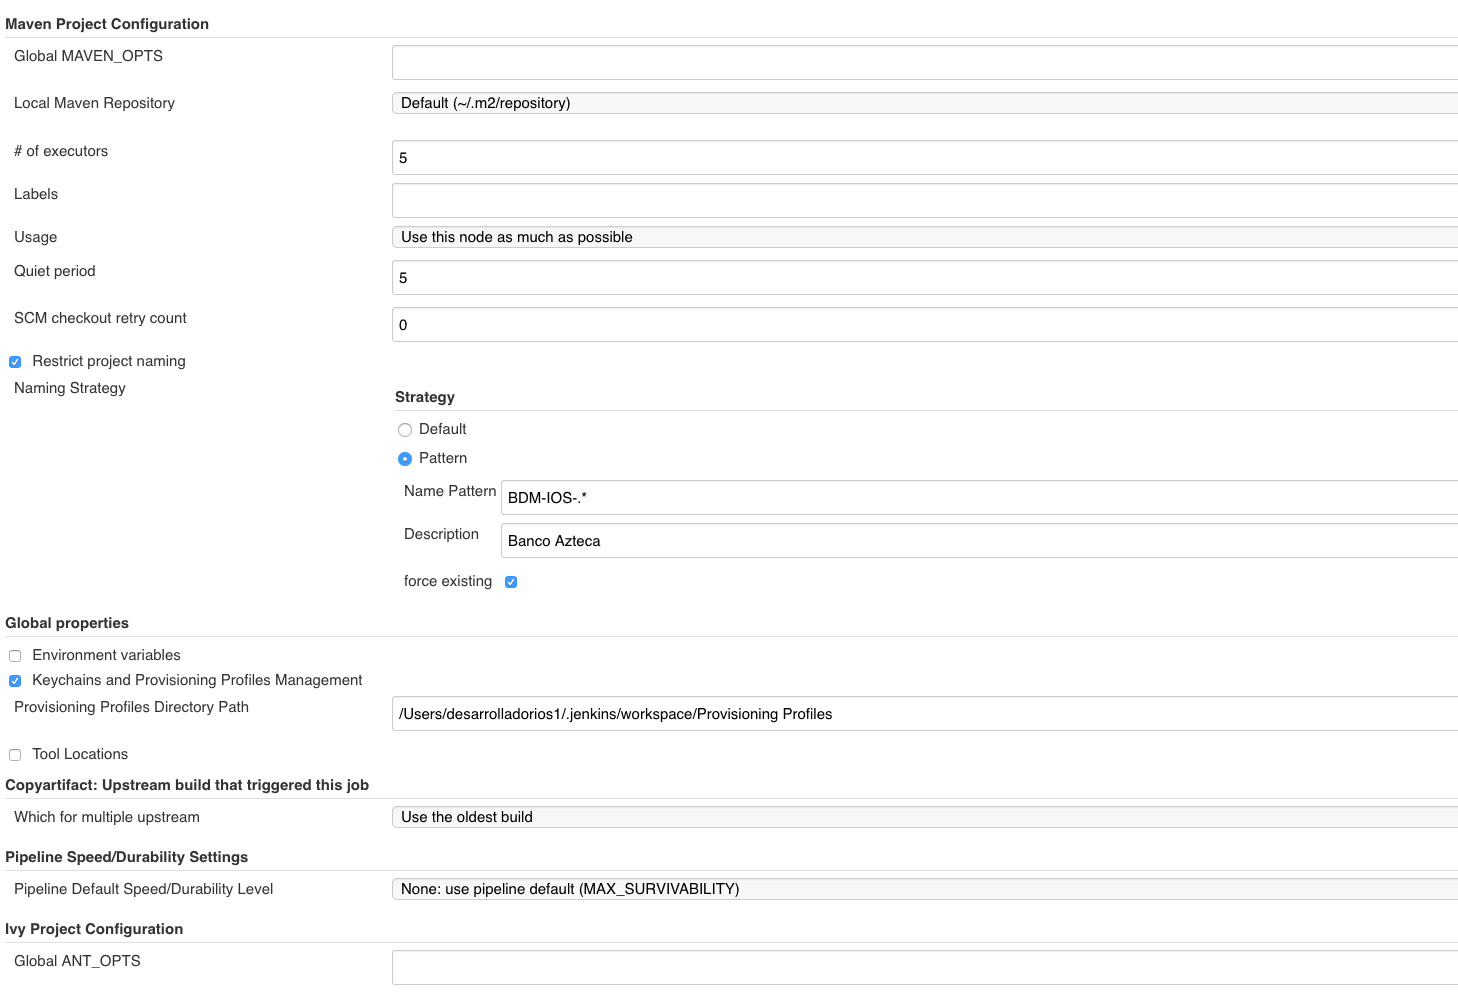 Maven Project Configuration
Global MAVEN_OPTS
Local Maven Repository
Default (~/.m2/repository)
# of executors
5
Labels
Usage
Use this node as much as possible
Quiet period
5
SCM checkout retry count
0
Restrict project naming
Naming Strategy
Strategy
Default
Pattern
Name Pattern
BDM-IOS-.*
Description
Banco Azteca
force existing
Global properties
Environment variables
Keychains and Provisioning Profiles Management
Provisioning Profiles Directory Path
/Users/desarrolladorios1/.jenkins/workspace/Provisioning Profiles
Tool Locations
Copyartifact: Upstream build that triggered this job
Which for multiple upstream
Use the oldest build
Pipeline Speed/Durability Settings
Pipeline Default Speed/Durability Level
None: use pipeline default (MAX_SURVIVABILITY)
Ivy Project Configuration
Global ANT_OPTS